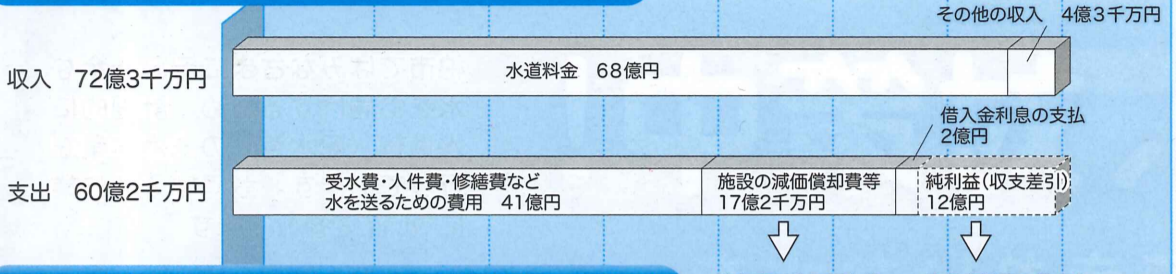 その他の収入 4億3千万円
収入 72億3千万円
水道料金 68億円
借入金利息の支払
2億円
支出 60億2千万円
受水費・人件費・修繕費など
水を送るための費用 41億円
施設の減価償却費等
17億2千万円
純利益(収支差引)
12億円